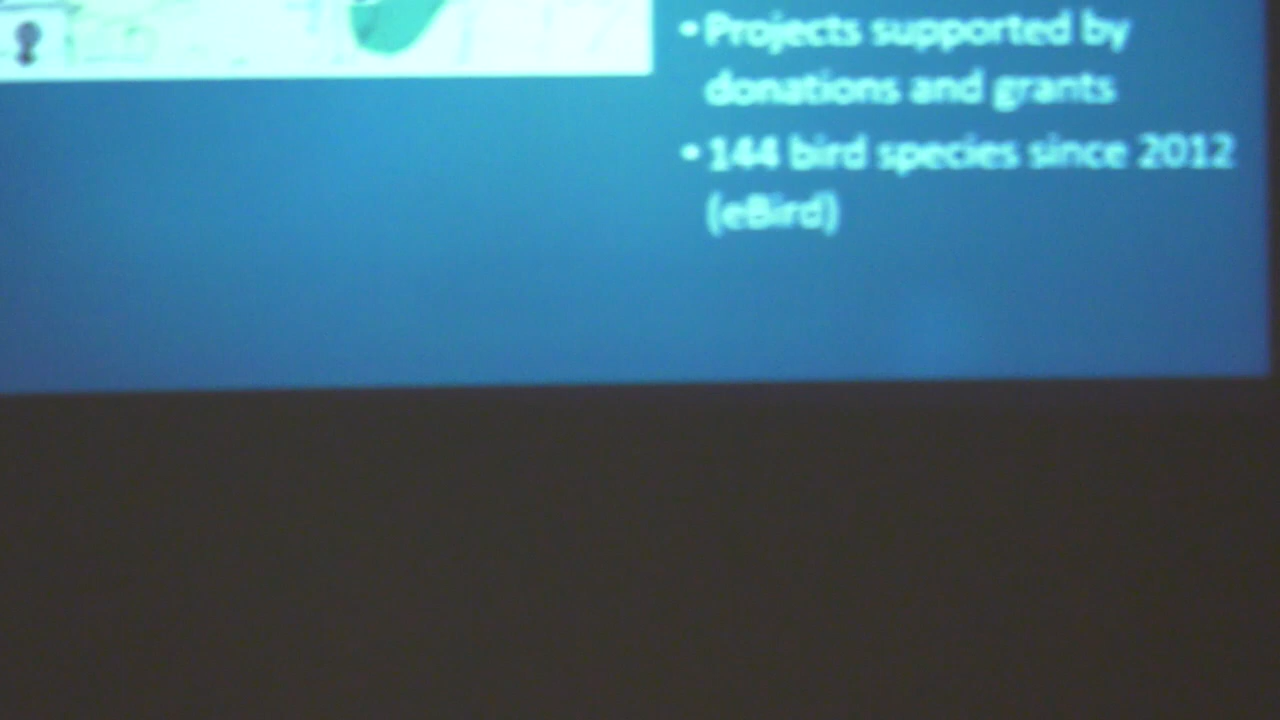 • Projects supported by
donations and grants
• 144 bird species since 2012
(eBird)